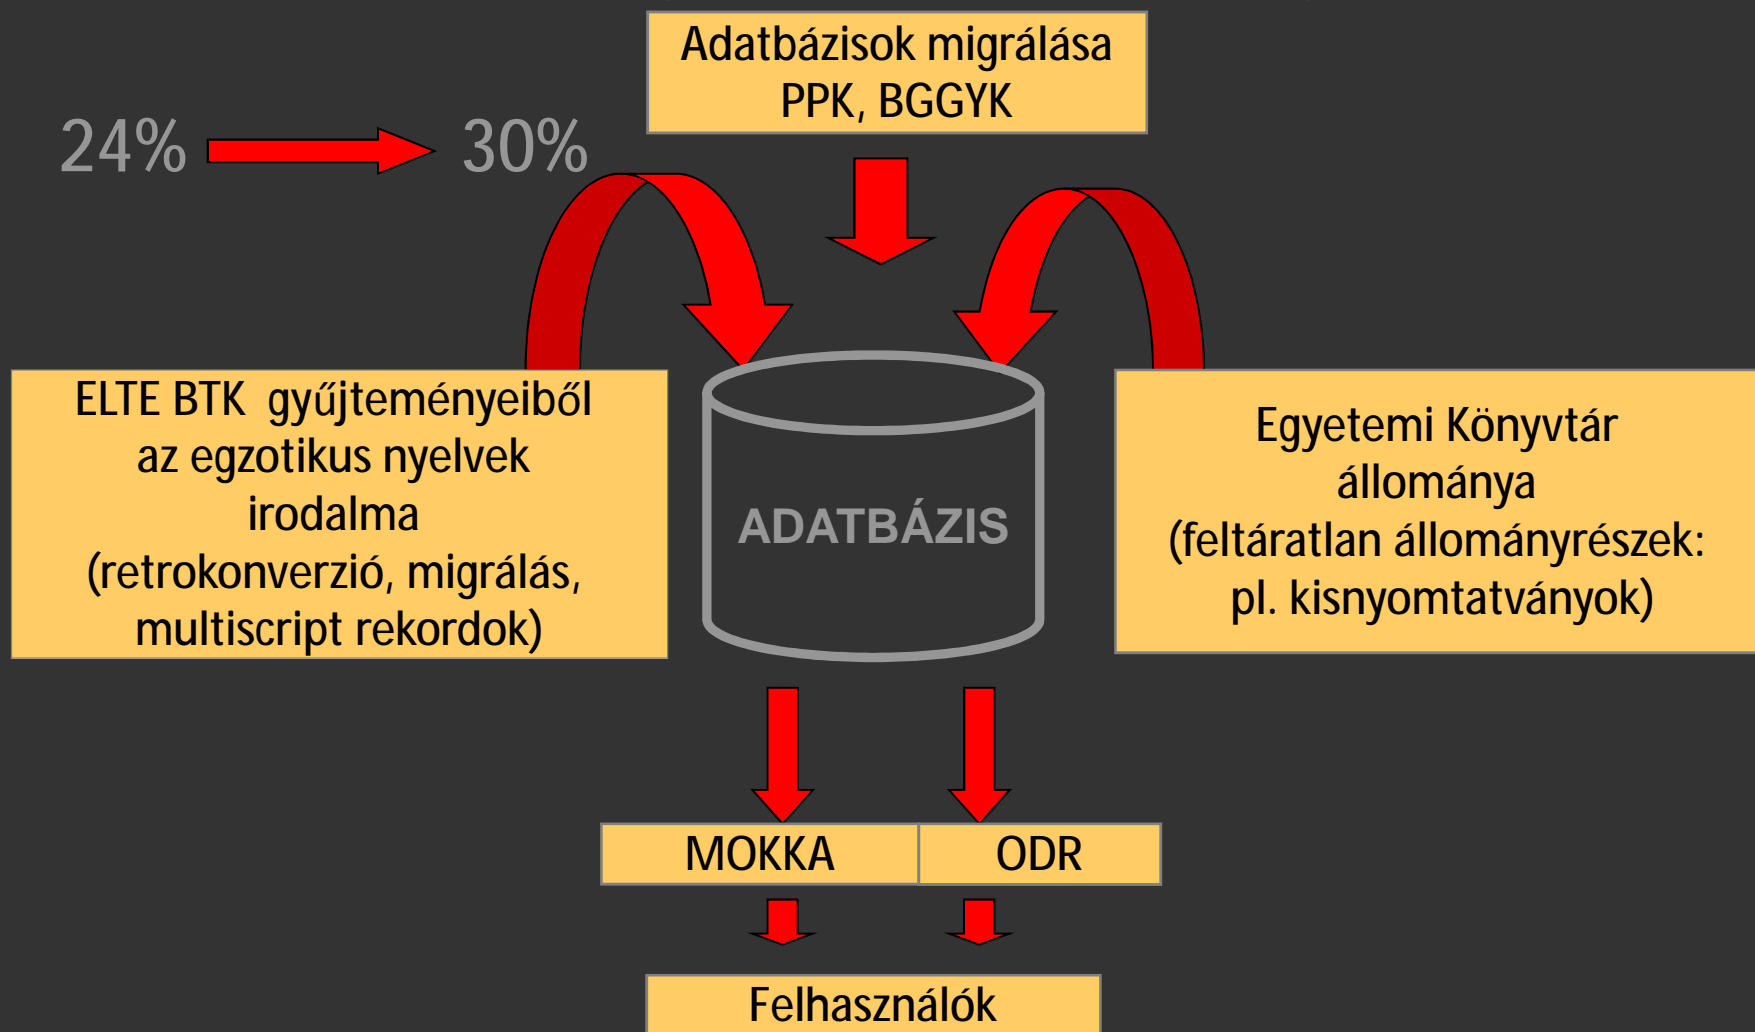 Adatbázisok migrálása
PPK, BGGYK
24%
30%
ELTE BTK gyűjteményeiből
az egzotikus nyelvek
irodalma
(retrokonverzió, migrálás,
multiscript rekordok)
ADATBÁZIS
Egyetemi Könyvtár
állománya
(feltáratlan állományrészek:
pl. kisnyomtatványok)
MOKKA
ODR
Felhasználók